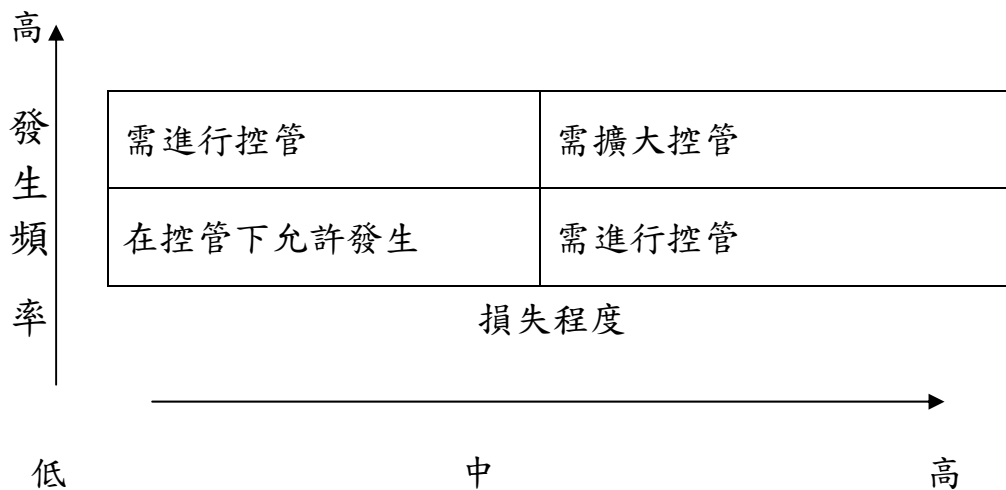 高
發生頻率
需進行控管
需擴大控管
在控管下允許發生
需進行控管
損失程度
低
中
高